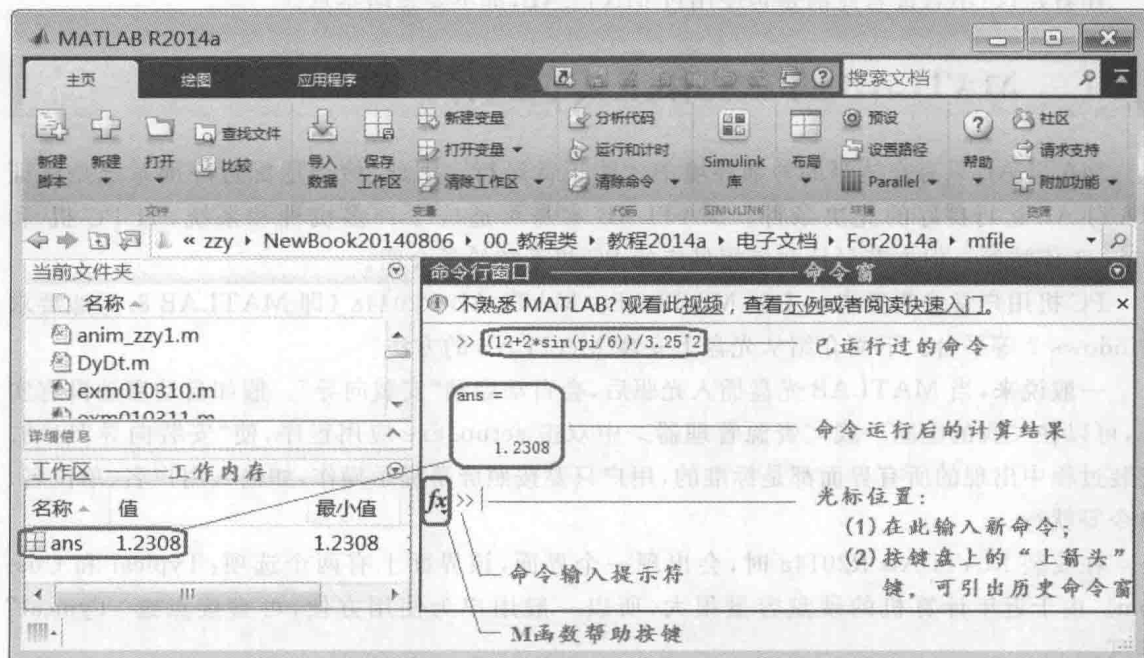 MATLAB R2014a
主页 绘图 应用程序 搜索文档
新建脚本 新建 打开 查找文件 比较 导入数据 保存工作区 新建变量 打开变量 清除工作区 分析代码 运行和计时 清除命令 Simulink 库 布局 预设 设置路径 Parallel 帮助 社区 请求支持 附加功能
文件 变量 代码 SIMULINK 环境 资源
« zzy ▸ NewBook20140806 ▸ 00_教程类 ▸ 教程2014a ▸ 电子文档 ▸ For2014a ▸ mfile
当前文件夹
名称
anim_zzy1.m
DyDt.m
exm010310.m
exm010311.m
详细信息
工作区 工作内存
名称 值 最小值
ans 1.2308 1.2308
命令行窗口 命令窗
不熟悉 MATLAB? 观看此视频, 查看示例或者阅读快速入门。
>> (12+2*sin(pi/6))/3.25^2
已运行过的命令
ans =
1.2308
命令运行后的计算结果
fx >>
光标位置:
(1) 在此输入新命令;
(2) 按键盘上的“上箭头”
键, 可引出历史命令窗
命令输入提示符
M函数帮助按键